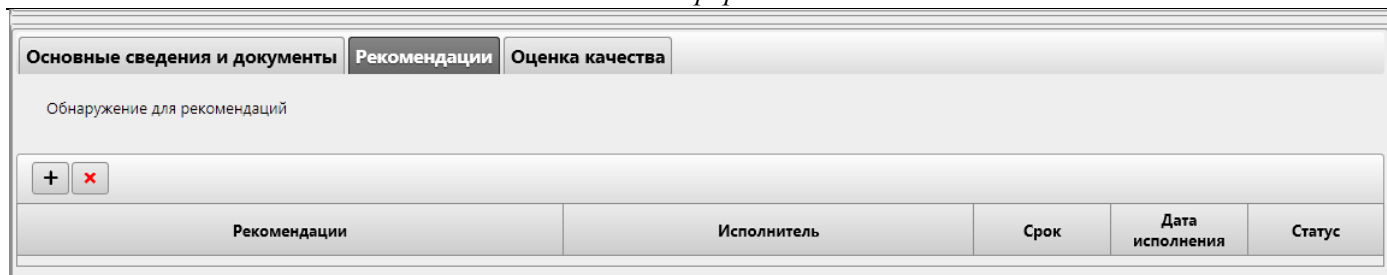 Основные сведения и документы Рекомендации Оценка качества
Обнаружение для рекомендаций
Рекомендации Исполнитель Срок Дата исполнения Статус